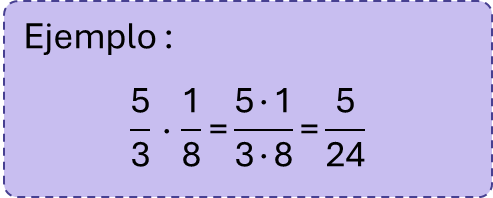 Ejemplo :
5/3 · 1/8 = 5 · 1/3 · 8 = 5/24